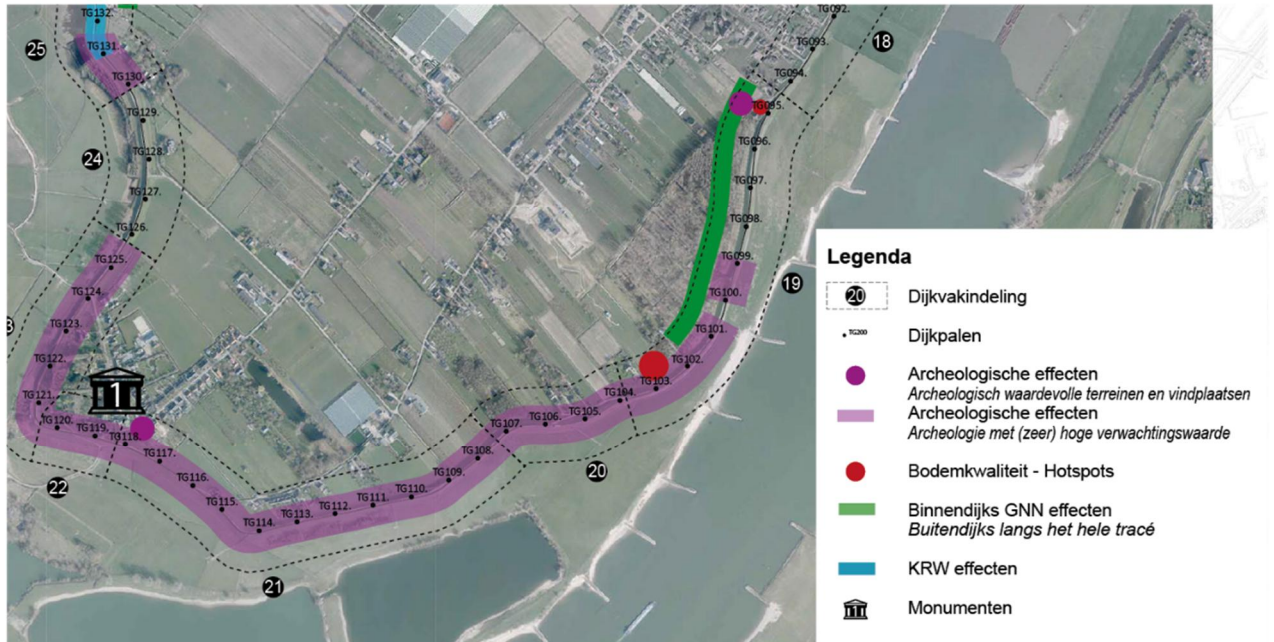 TG132.
TG131.
25
TG130.
TG129.
TG128.
24
TG127.
TG126.
TG125.
TG124.
TG123.
TG122.
TG121.
TG120.
TG119.
TG118.
1
TG117.
22
TG116.
TG115.
TG114.
TG113.
TG112.
TG111.
TG110.
TG109.
TG108.
21
TG107.
TG106.
TG105.
TG104.
20
TG103.
TG102.
TG101.
TG100.
TG099.
19
TG098.
TG097.
TG096.
TG095.
TG094.
TG093.
TG092.
18
Legenda
20 Dijkvakindeling
TG200 Dijkpalen
Archeologische effecten
Archeologisch waardevolle terreinen en vindplaatsen
Archeologische effecten
Archeologie met (zeer) hoge verwachtingswaarde
Bodemkwaliteit - Hotspots
Binnendijks GNN effecten
Buitendijks langs het hele tracé
KRW effecten
1 Monumenten